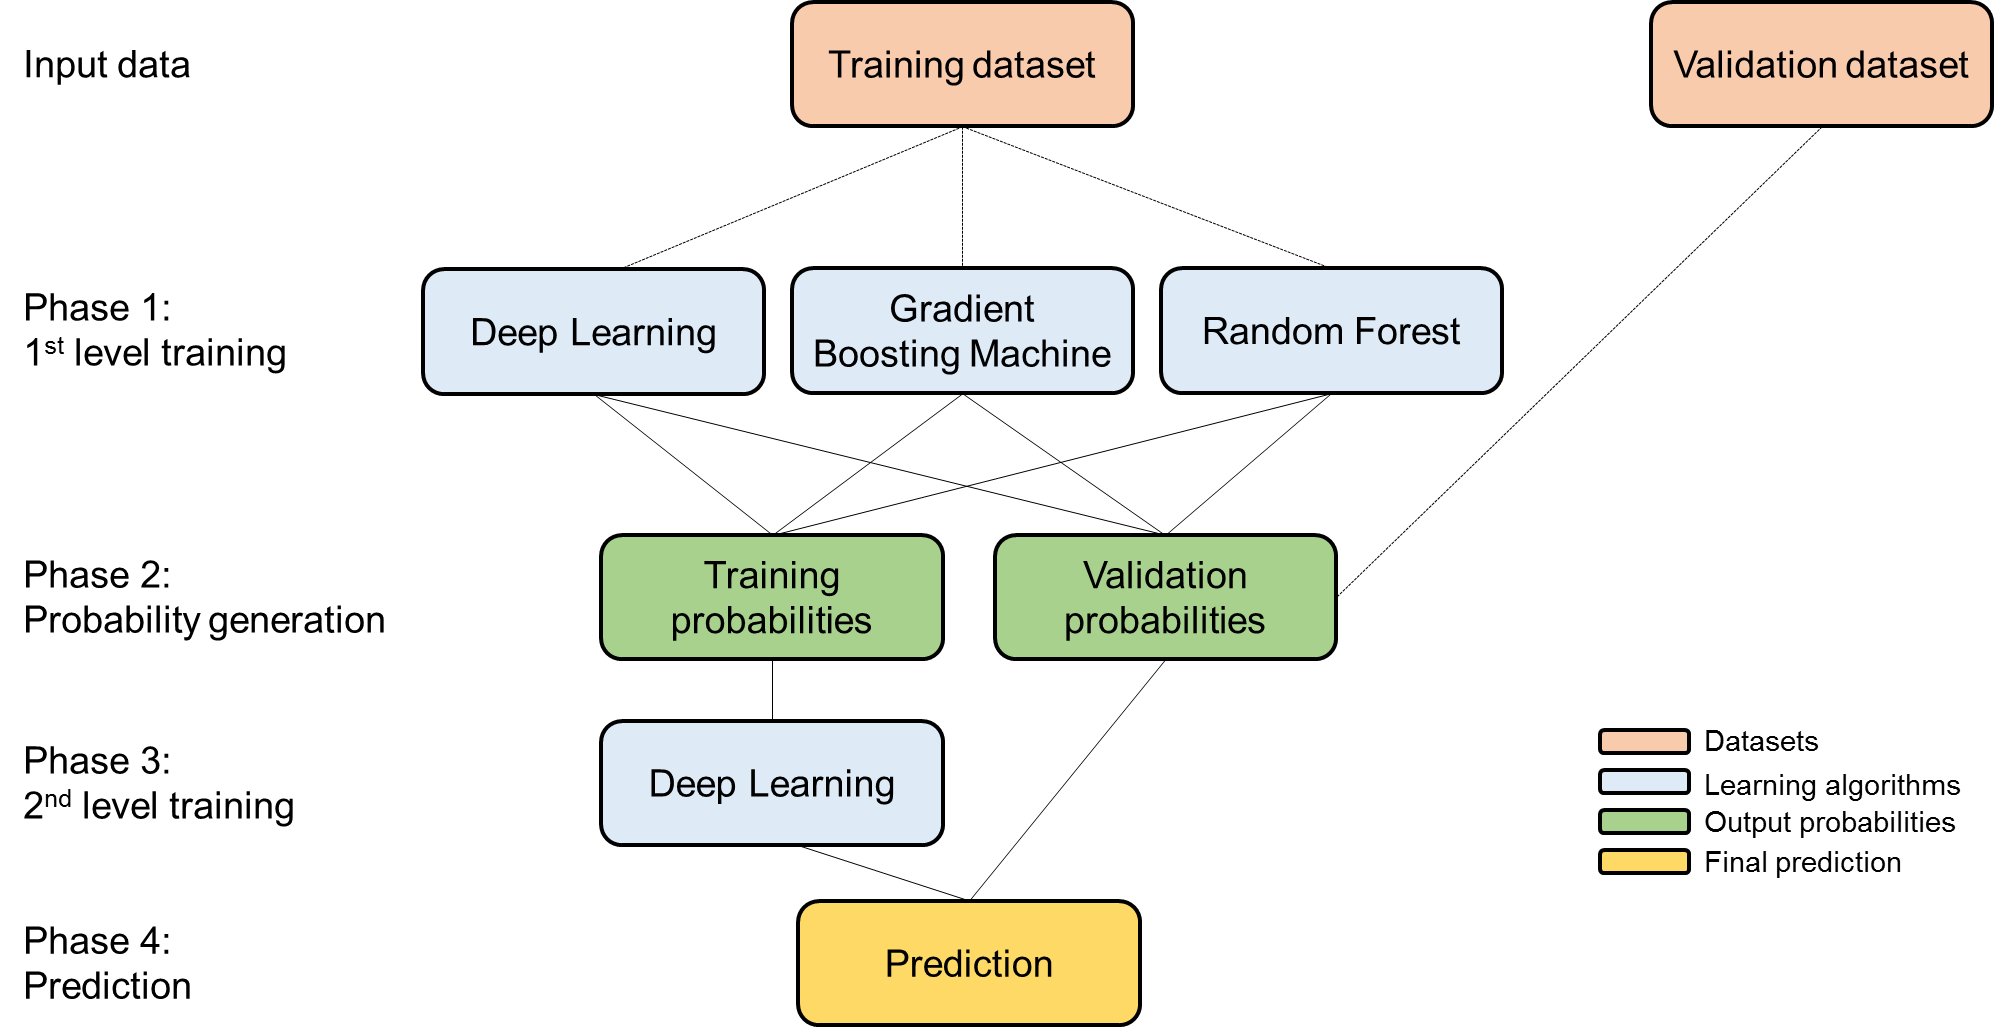 Input data
Training dataset
Validation dataset
Phase 1:
1st level training
Deep Learning
Gradient
Boosting Machine
Random Forest
Phase 2:
Probability generation
Training
probabilities
Validation
probabilities
Phase 3:
2nd level training
Deep Learning
Datasets
Learning algorithms
Output probabilities
Final prediction
Phase 4:
Prediction
Prediction